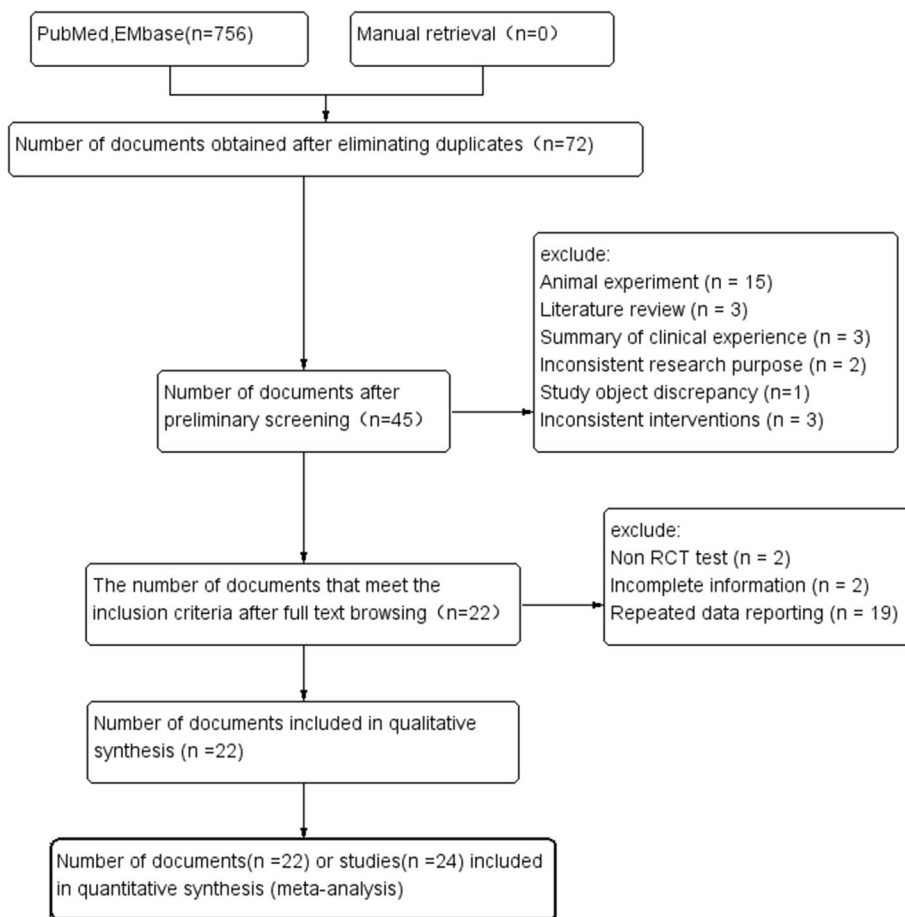 PubMed,EMbase(n=756)
Manual retrieval（n=0）
Number of documents obtained after eliminating duplicates（n=72）
exclude:
Animal experiment (n = 15)
Literature review (n = 3)
Summary of clinical experience (n = 3)
Inconsistent research purpose (n = 2)
Study object discrepancy (n=1)
Inconsistent interventions (n = 3)
Number of documents after
preliminary screening（n=45）
exclude:
Non RCT test (n = 2)
Incomplete information (n = 2)
Repeated data reporting (n = 19)
The number of documents that meet the
inclusion criteria after full text browsing（n=22）
Number of documents included in qualitative
synthesis (n =22)
Number of documents(n =22) or studies(n =24) included
in quantitative synthesis (meta-analysis)